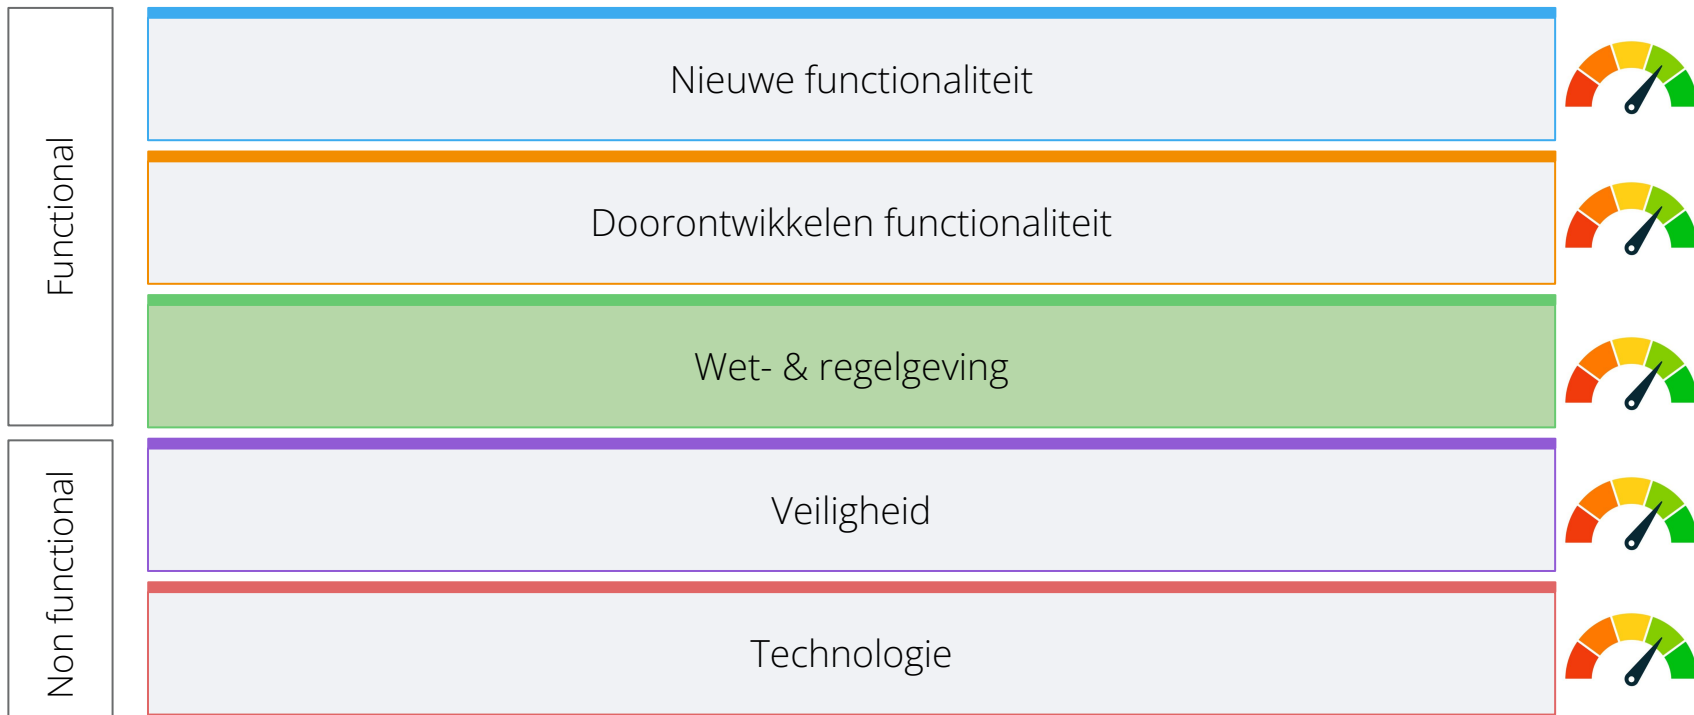 Functional
Nieuwe functionaliteit
Doorontwikkelen functionaliteit
Wet- & regelgeving
Non functional
Veiligheid
Technologie